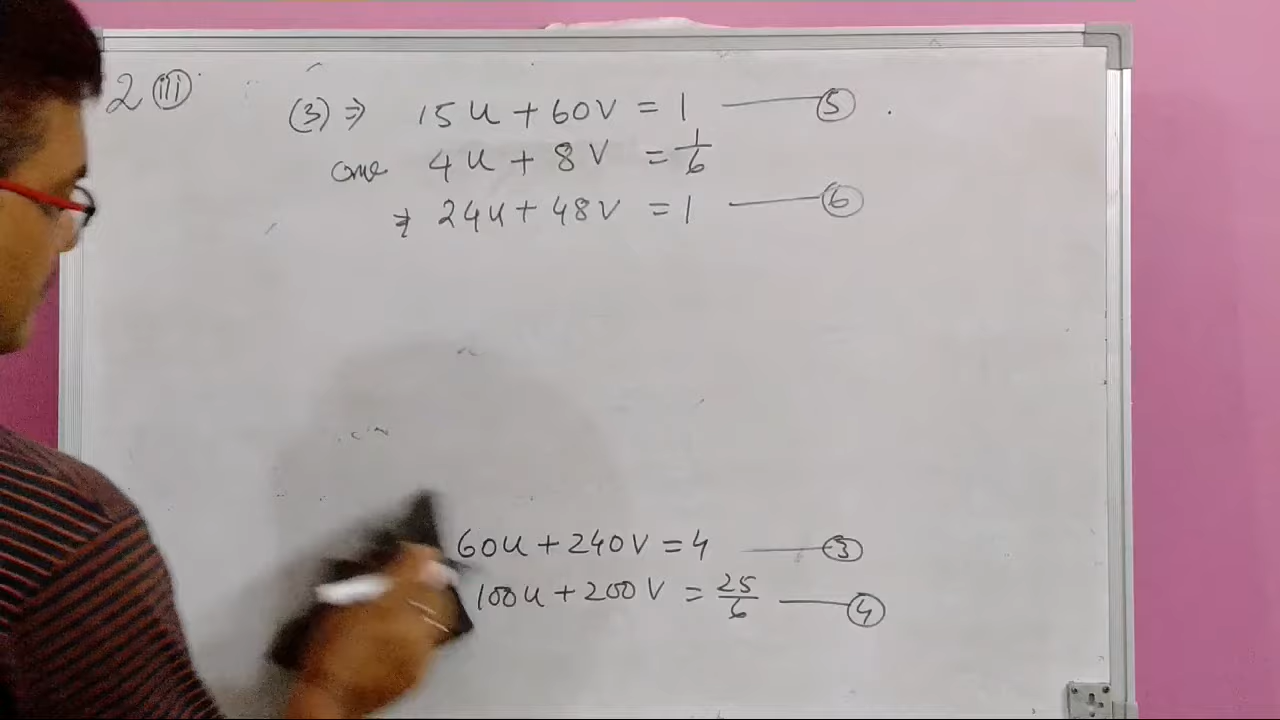 2 (iii)
(3) ⇒ 15u + 60v = 1 —— (5)
4u + 8v = 1/6
⇒ 24u + 48v = 1 —— (6)
60u + 240v = 4 —— (3)
100u + 200v = 25/6 —— (4)